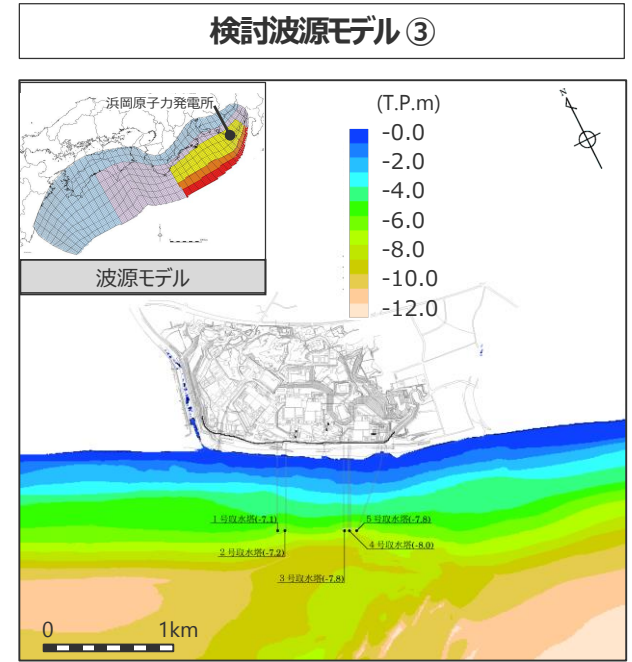 検討波源モデル③
浜岡原子力発電所
波源モデル
(T.P.m)
N
-0.0
-2.0
-4.0
-6.0
-8.0
-10.0
-12.0
1号取水塔(-7.1)
5号取水塔(-7.8)
2号取水塔(-7.2)
4号取水塔(-8.0)
3号取水塔(-7.8)
0 1km